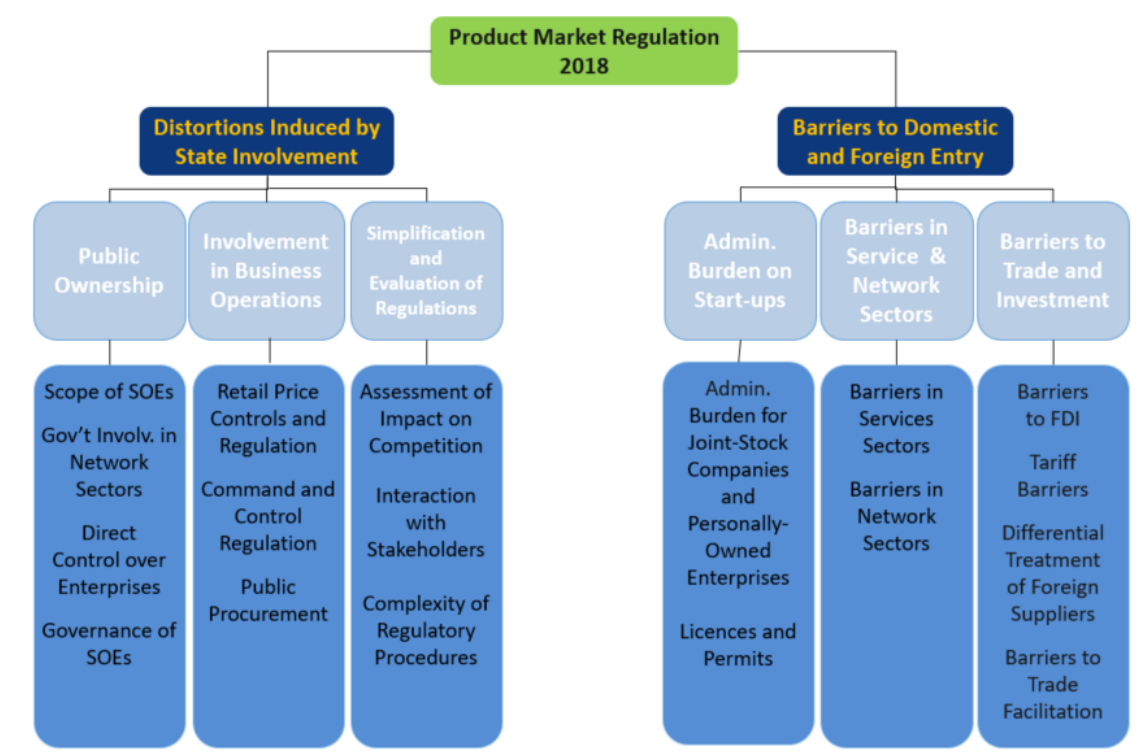 Product Market Regulation
2018
Distortions Induced by
State Involvement
Barriers to Domestic
and Foreign Entry
Public
Ownership
Involvement
in Business
Operations
Simplification
and
Evaluation of
Regulations
Admin.
Burden on
Start-ups
Barriers in
Service &
Network
Sectors
Barriers to
Trade and
Investment
Scope of SOEs
Gov't Involv. in
Network
Sectors
Direct
Control over
Enterprises
Governance of
SOEs
Retail Price
Controls and
Regulation
Command and
Control
Regulation
Public
Procurement
Assessment of
Impact on
Competition
Interaction
with
Stakeholders
Complexity of
Regulatory
Procedures
Admin.
Burden for
Joint-Stock
Companies
and
Personally-
Owned
Enterprises
Licences and
Permits
Barriers in
Services
Sectors
Barriers in
Network
Sectors
Barriers
to FDI
Tariff
Barriers
Differential
Treatment
of Foreign
Suppliers
Barriers to
Trade
Facilitation